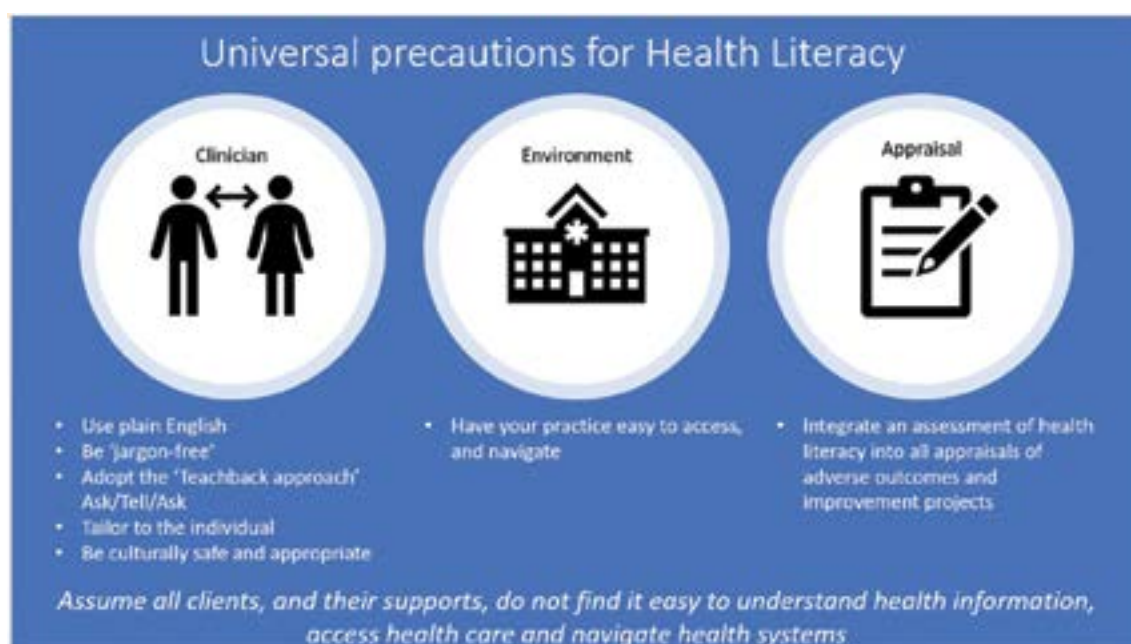 Universal precautions for Health Literacy
Clinician
Environment
Appraisal
• Use plain English
• Be 'jargon-free'
• Adopt the 'Teachback approach'
Ask/Tell/Ask
• Tailor to the individual
• Be culturally safe and appropriate
• Have your practice easy to access,
and navigate
• Integrate an assessment of health
literacy into all appraisals of
adverse outcomes and
improvement projects
Assume all clients, and their supports, do not find it easy to understand health information,
access health care and navigate health systems